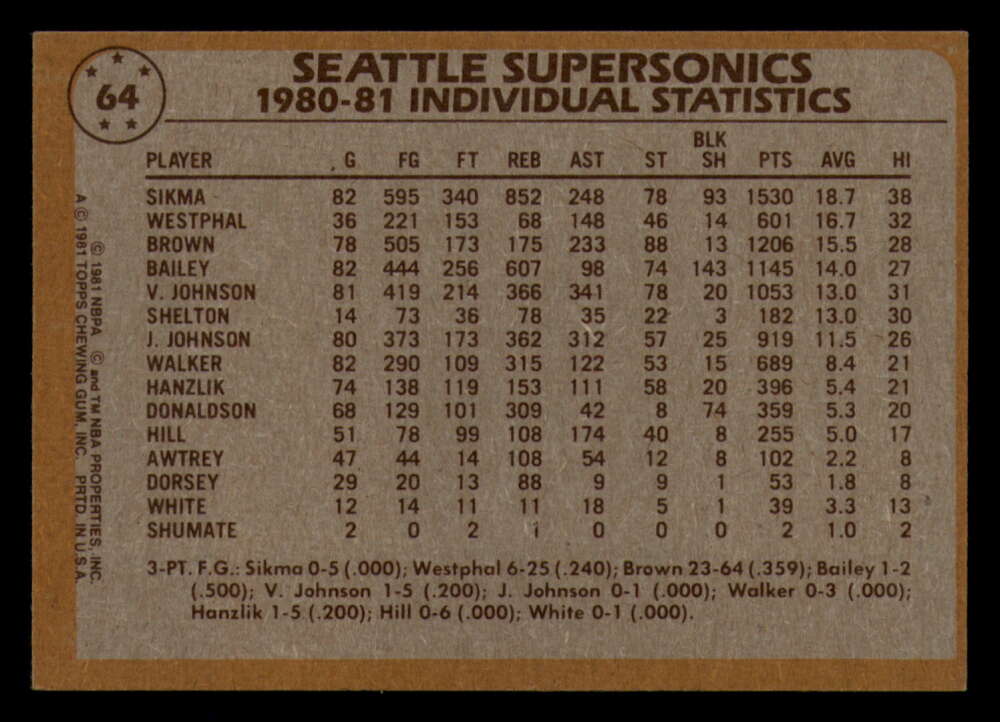 64
SEATTLE SUPERSONICS
1980-81 INDIVIDUAL STATISTICS
PLAYER G FG FT REB AST ST BLK SH PTS AVG HI
SIKMA 82 595 340 852 248 78 93 1530 18.7 38
WESTPHAL 36 221 153 68 148 46 14 601 16.7 32
BROWN 78 505 173 175 233 88 13 1206 15.5 28
BAILEY 82 444 256 607 98 74 143 1145 14.0 27
V. JOHNSON 81 419 214 366 341 78 20 1053 13.0 31
SHELTON 14 73 36 78 35 22 3 182 13.0 30
J. JOHNSON 80 373 173 362 312 57 25 919 11.5 26
WALKER 82 290 109 315 122 53 15 689 8.4 21
HANZLIK 74 138 119 153 111 58 20 396 5.4 21
DONALDSON 68 129 101 309 42 8 74 359 5.3 20
HILL 51 78 99 108 174 40 8 255 5.0 17
AWTREY 47 44 14 108 54 12 8 102 2.2 8
DORSEY 29 20 13 88 9 9 1 53 1.8 8
WHITE 12 14 11 11 18 5 1 39 3.3 13
SHUMATE 2 0 2 1 0 0 0 2 1.0 2
3-PT. F.G.: Sikma 0-5 (.000); Westphal 6-25 (.240); Brown 23-64 (.359); Bailey 1-2
(.500); V. Johnson 1-5 (.200); J. Johnson 0-1 (.000); Walker 0-3 (.000);
Hanzlik 1-5 (.200); Hill 0-6 (.000); White 0-1 (.000).
© 1981 NBPA © and TM NBA PROPERTIES, INC.
A © 1981 TOPPS CHEWING GUM, INC. PRTD. IN U.S.A.